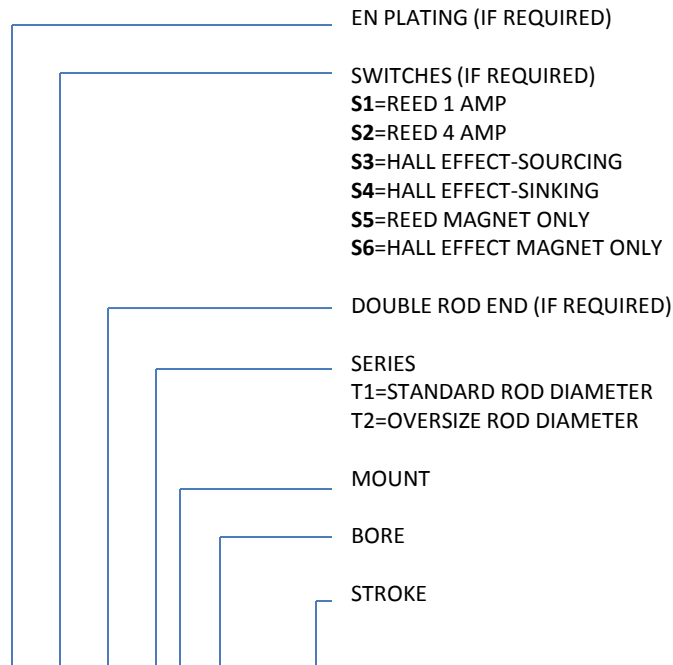 EN PLATING (IF REQUIRED)
SWITCHES (IF REQUIRED)
S1=REED 1 AMP
S2=REED 4 AMP
S3=HALL EFFECT-SOURCING
S4=HALL EFFECT-SINKING
S5=REED MAGNET ONLY
S6=HALL EFFECT MAGNET ONLY
DOUBLE ROD END (IF REQUIRED)
SERIES
T1=STANDARD ROD DIAMETER
T2=OVERSIZE ROD DIAMETER
MOUNT
BORE
STROKE